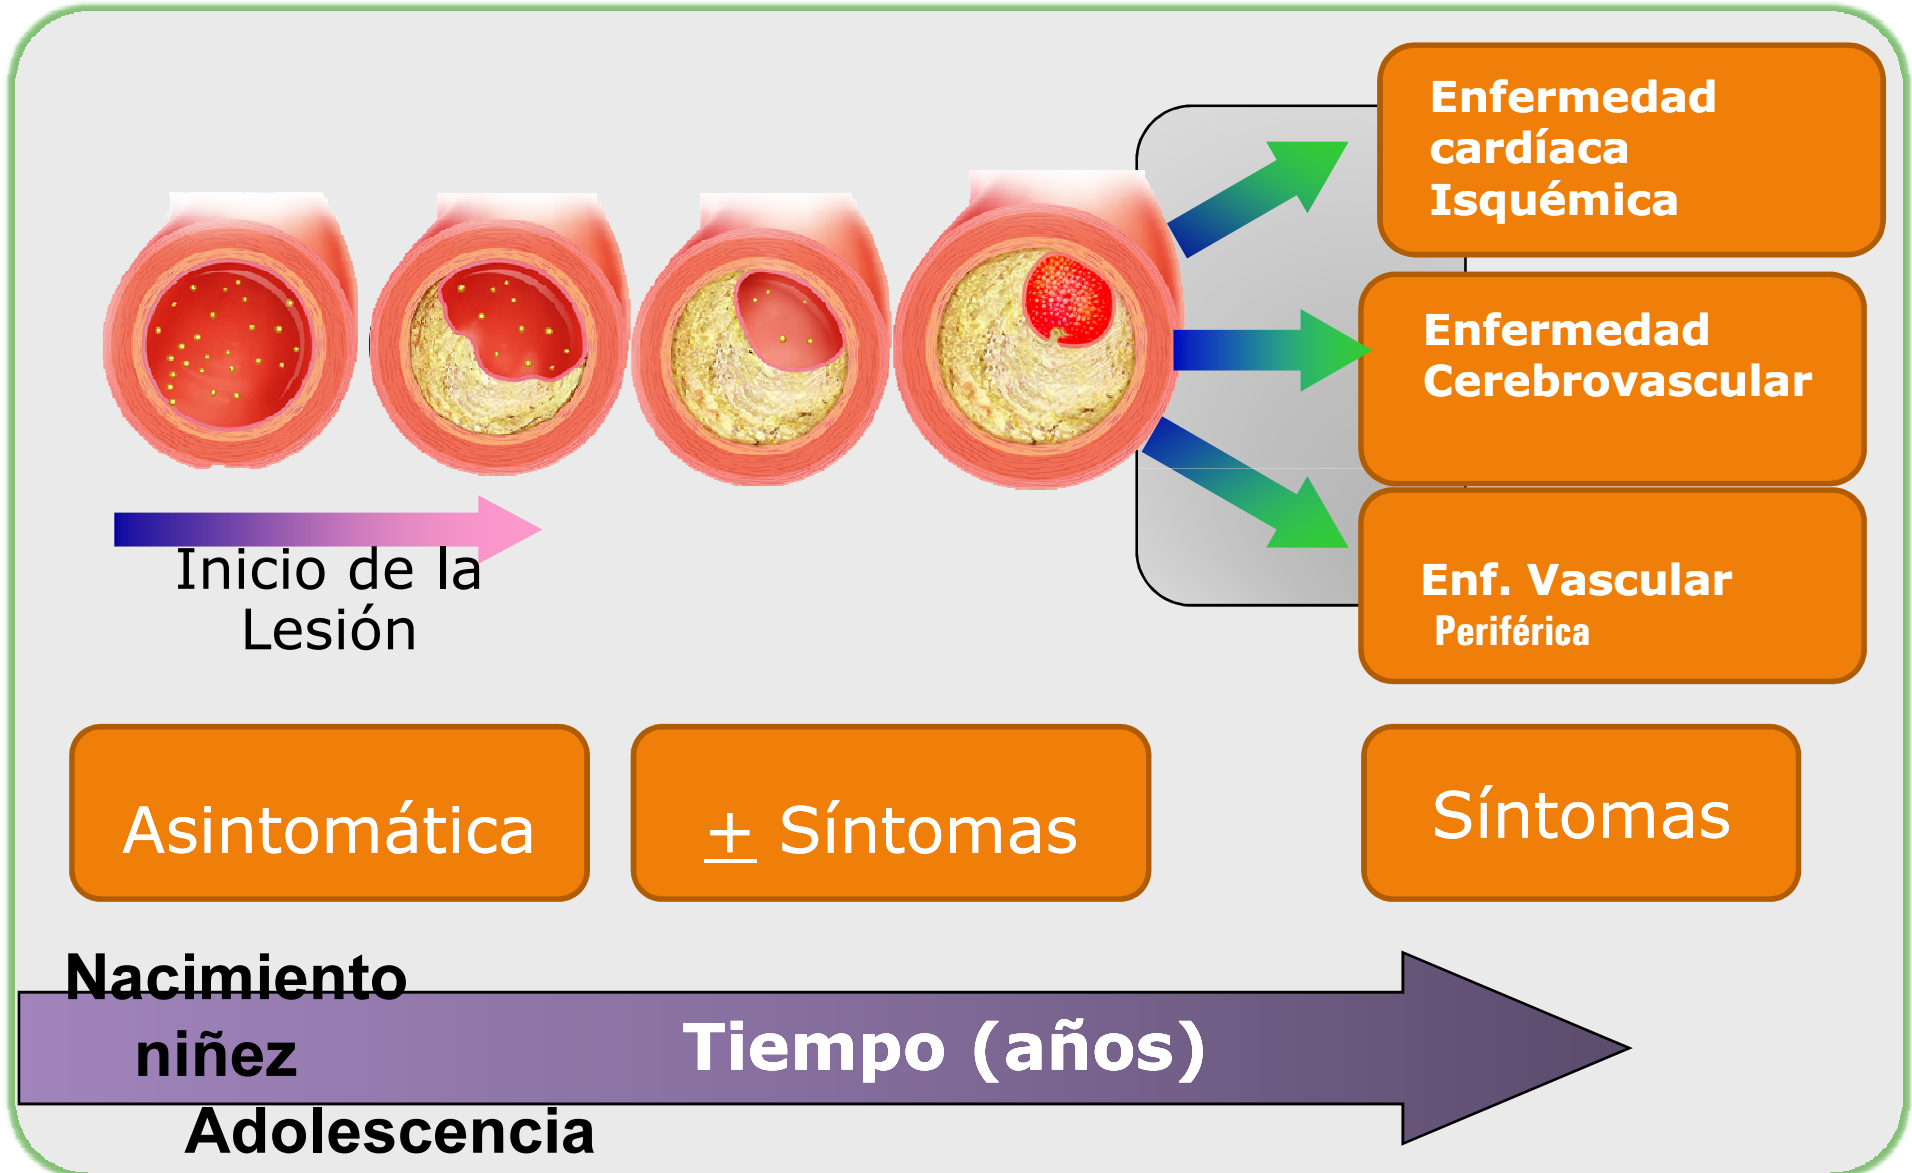 Enfermedad
cardíaca
Isquémica
Enfermedad
Cerebrovascular
Enf. Vascular
Periférica
Inicio de la
Lesión
Asintomática
± Síntomas
Síntomas
Nacimiento
niñez
Adolescencia
Tiempo (años)